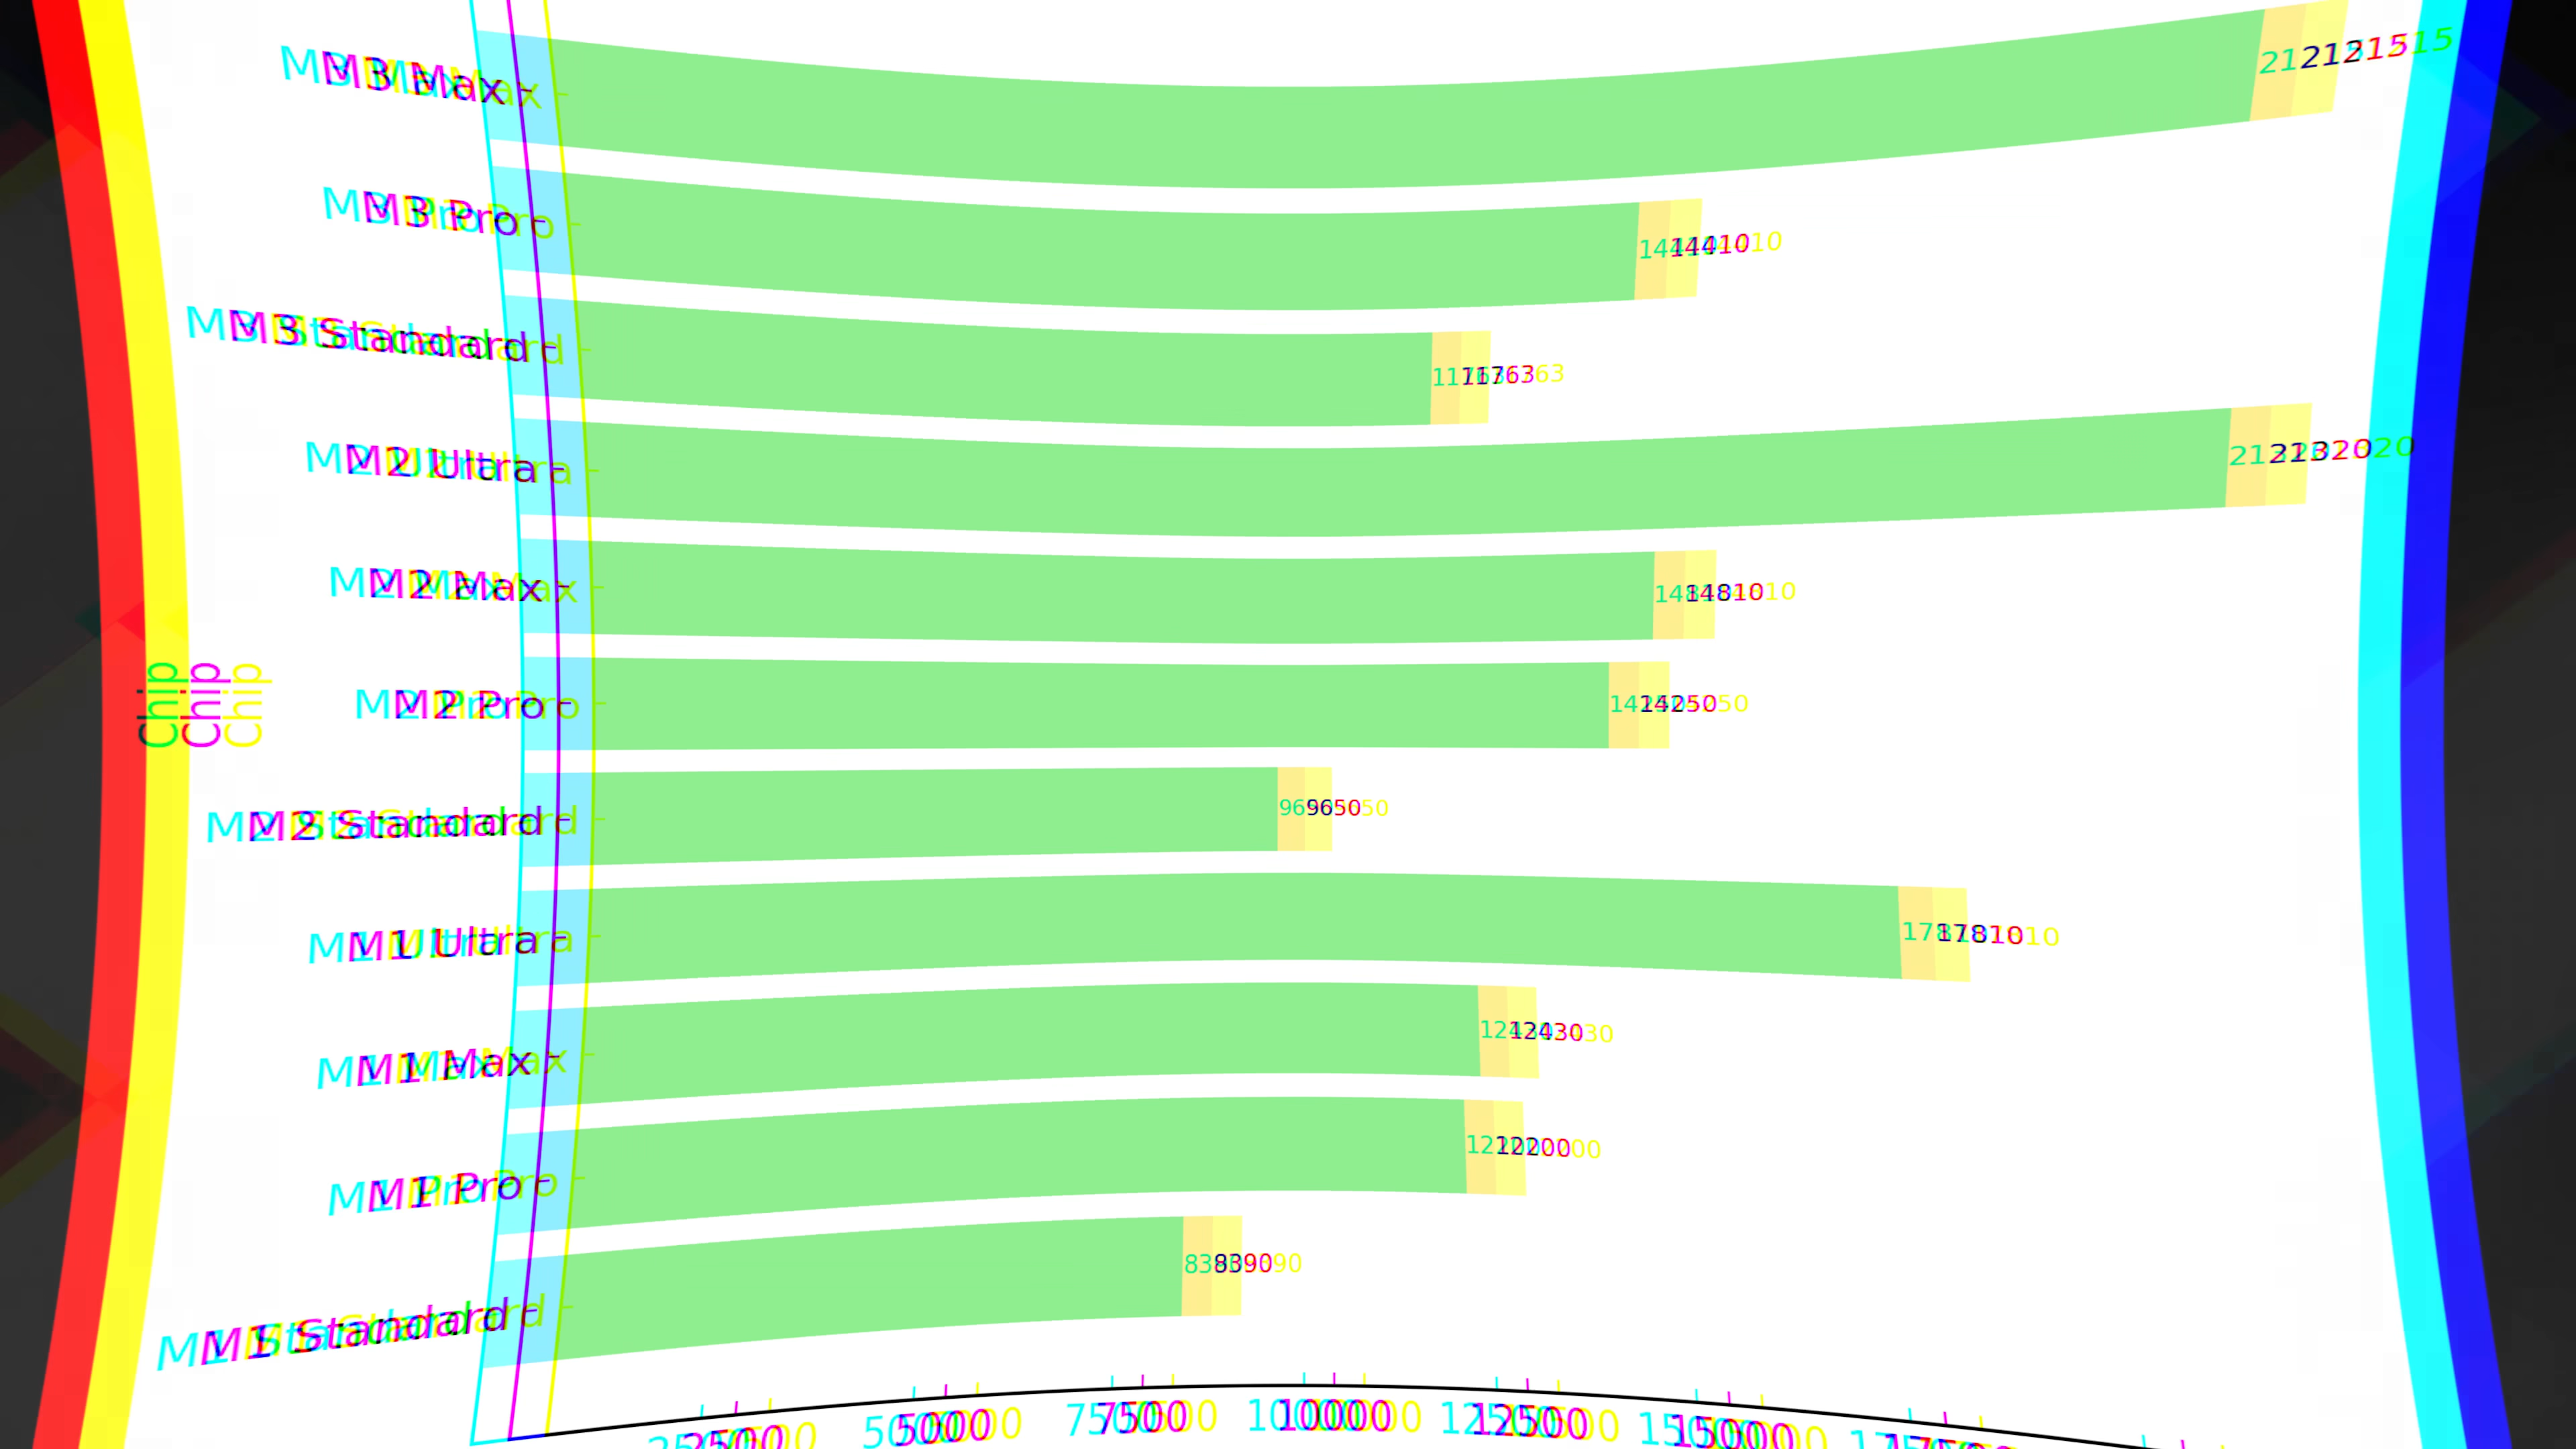 M3 Max 21215
M3 Pro 14410
M3 Standard 11763
M2 Ultra 21320
M2 Max 14810
M2 Pro 14250
Chip
M2 Standard 9650
M1 Ultra 17810
M1 Max 12430
M1 Pro 12200
M1 Standard 8390
2500 5000 7500 10000 12500 15000 17500